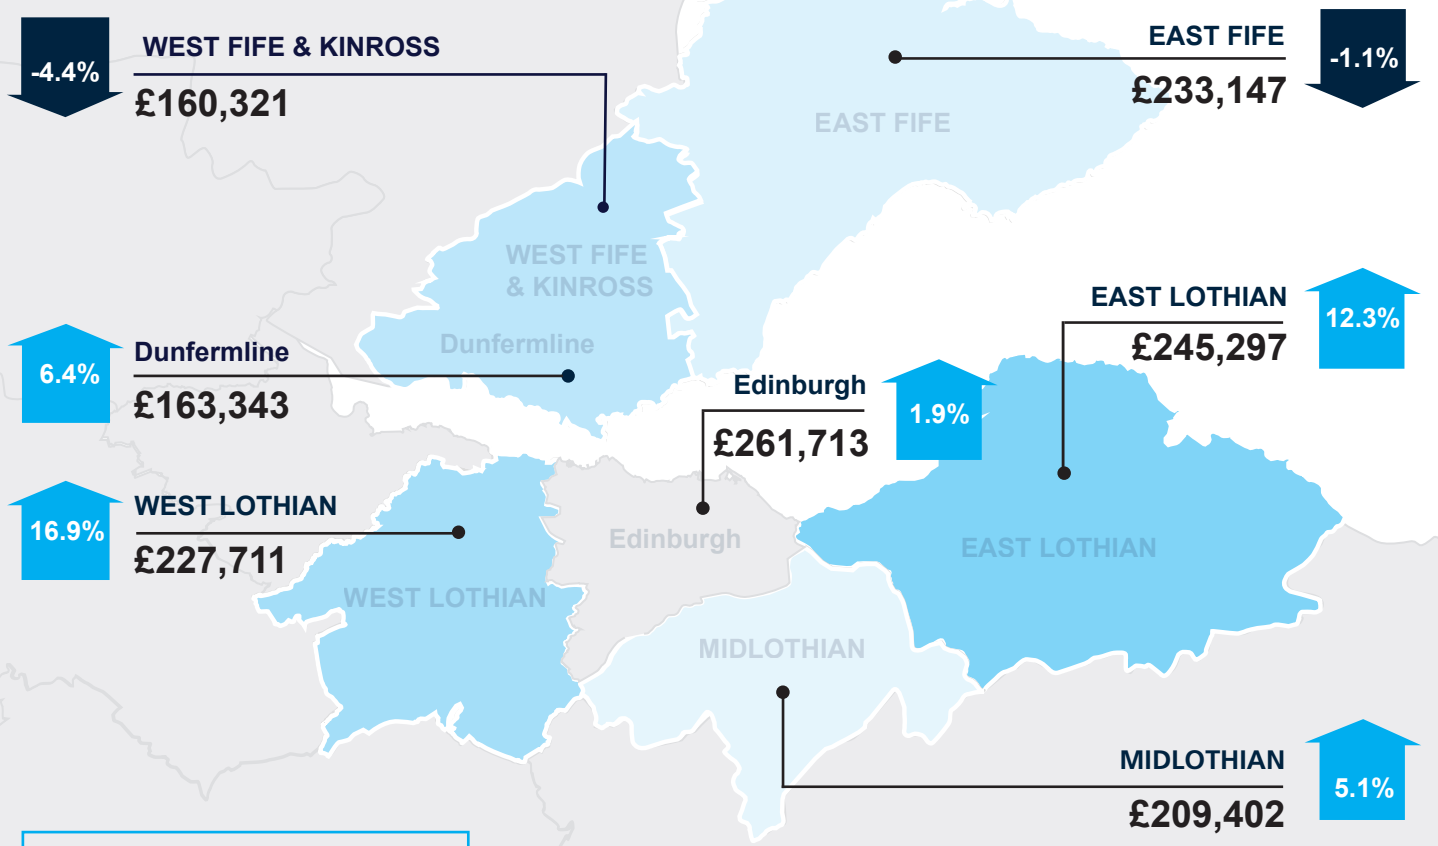 -4.4%
WEST FIFE & KINROSS
£160,321
EAST FIFE
£233,147
-1.1%
EAST FIFE
WEST FIFE
& KINROSS
Dunfermline
6.4%
Dunfermline
£163,343
EAST LOTHIAN
£245,297
12.3%
Edinburgh
£261,713
1.9%
16.9%
WEST LOTHIAN
£227,711
Edinburgh
EAST LOTHIAN
WEST LOTHIAN
MIDLOTHIAN
MIDLOTHIAN
£209,402
5.1%